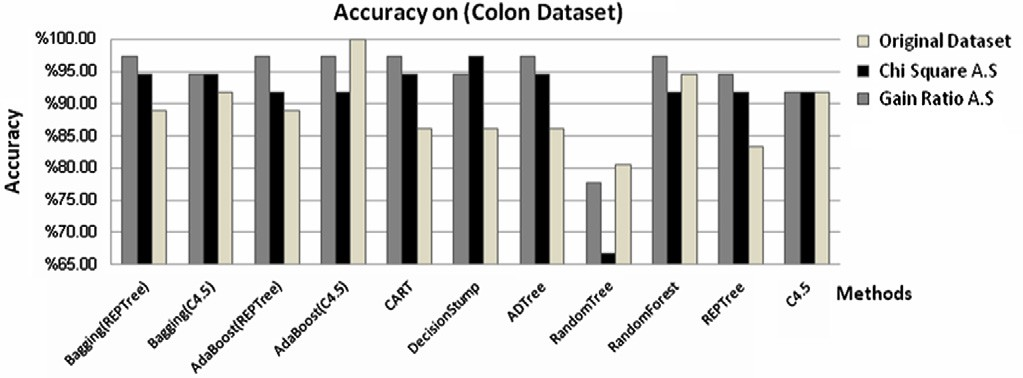 Accuracy on (Colon Dataset)
Accuracy
%100.00
%95.00
%90.00
%85.00
%80.00
%75.00
%70.00
%65.00
Bagging(REPTree)
Bagging(C4.5)
AdaBoost(REPTree)
AdaBoost(C4.5)
CART
DecisionStump
ADTree
RandomTree
RandomForest
REPTree
C4.5
Methods
Original Dataset
Chi Square A.S
Gain Ratio A.S